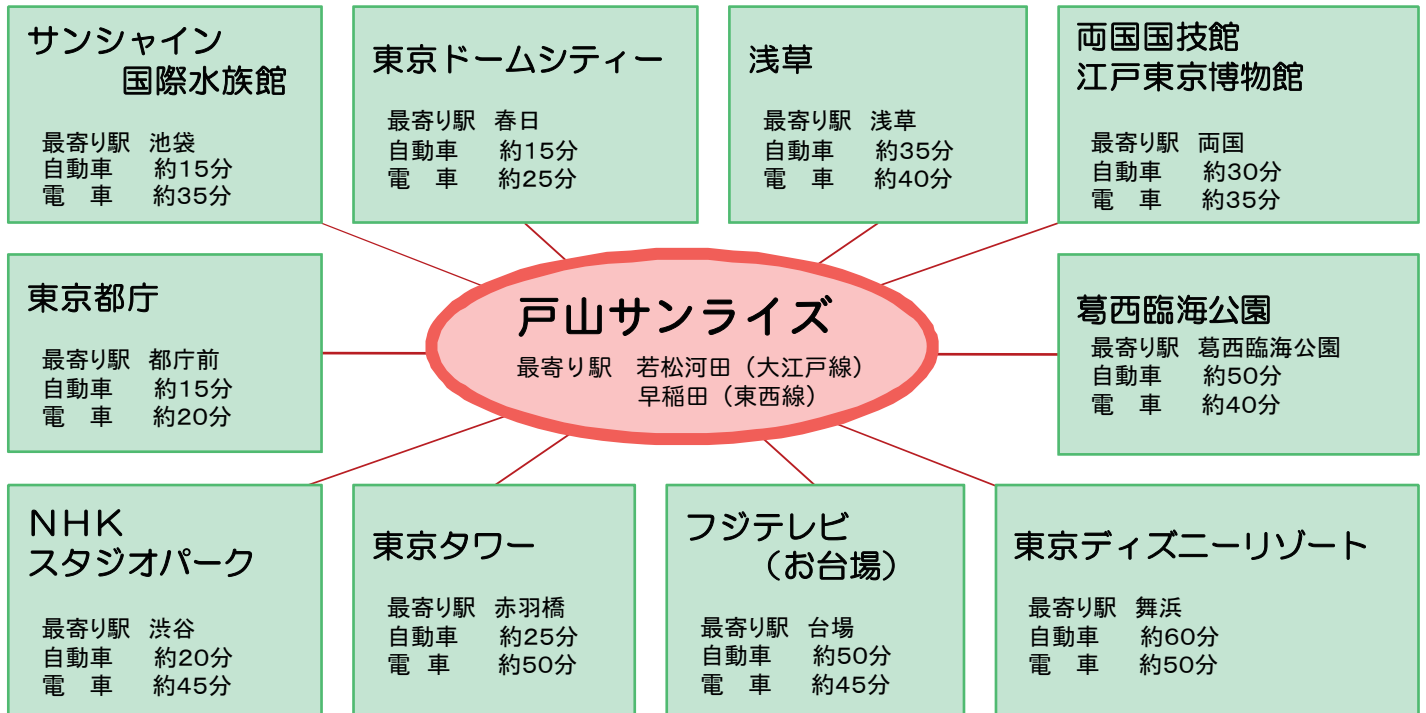 サンシャイン
国際水族館
最寄り駅 池袋
自動車 約15分
電 車 約35分
東京ドームシティー
最寄り駅 春日
自動車 約15分
電 車 約25分
浅草
最寄り駅 浅草
自動車 約35分
電 車 約40分
両国国技館
江戸東京博物館
最寄り駅 両国
自動車 約30分
電 車 約35分
東京都庁
最寄り駅 都庁前
自動車 約15分
電 車 約20分
戸山サンライズ
最寄り駅 若松河田（大江戸線）
早稲田（東西線）
葛西臨海公園
最寄り駅 葛西臨海公園
自動車 約50分
電 車 約40分
ＮＨＫ
スタジオパーク
最寄り駅 渋谷
自動車 約20分
電 車 約45分
東京タワー
最寄り駅 赤羽橋
自動車 約25分
電 車 約50分
フジテレビ
（お台場）
最寄り駅 台場
自動車 約50分
電 車 約45分
東京ディズニーリゾート
最寄り駅 舞浜
自動車 約60分
電 車 約50分